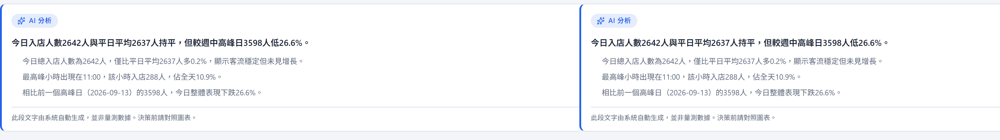 AI 分析
今日入店人數2642人與平日平均2637人持平，但較週中高峰日3598人低26.6%。
今日總入店人數為2642人，僅比平日平均2637人多0.2%，顯示客流穩定但未見增長。
最高峰小時出現在11:00，該小時入店288人，佔全天10.9%。
相比前一個高峰日（2026-09-13）的3598人，今日整體表現下跌26.6%。
此段文字由系統自動生成，並非量測數據。決策前請對照圖表。
AI 分析
今日入店人數2642人與平日平均2637人持平，但較週中高峰日3598人低26.6%。
今日總入店人數為2642人，僅比平日平均2637人多0.2%，顯示客流穩定但未見增長。
最高峰小時出現在11:00，該小時入店288人，佔全天10.9%。
相比前一個高峰日（2026-09-13）的3598人，今日整體表現下跌26.6%。
此段文字由系統自動生成，並非量測數據。決策前請對照圖表。